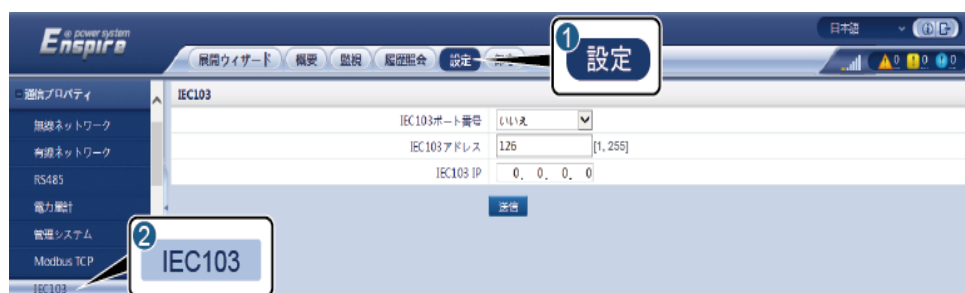 e power system
Enspire
日本語
展開ウィザード 概要 監視 履歴照会 設定
1
設定
0 0 0
通信プロパティ
IEC103
無線ネットワーク
有線ネットワーク
RS485
電力量計
管理システム
Modbus TCP
IEC103
IEC103ポート番号 いいえ
IEC103アドレス 126 [1, 255]
IEC103 IP 0. 0. 0. 0
送信
2
IEC103